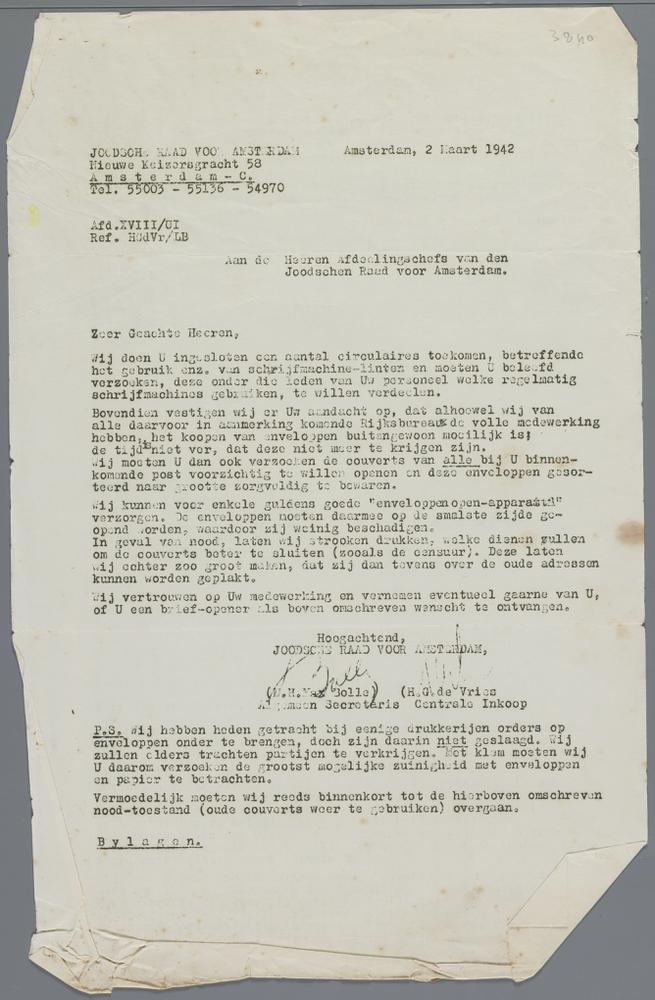 3840
JOODSCHE RAAD VOOR AMSTERDAM Amsterdam, 2 Maart 1942
Nieuwe Keizersgracht 58
A m s t e r d a m - C.
Tel. 55003 - 55136 - 54970
Afd.XVIII/CI
Ref. HGdVr/LB
Aan de Heeren Afdeelingschefs van den
Joodschen Raad voor Amsterdam.
Zeer Geachte Heeren,
Wij doen U ingesloten een aantal circulaires toekomen, betreffende
het gebruik enz. van schrijfmachine-linten en moeten U beleefd
verzoeken, deze onder die leden van Uw personeel welke regelmatig
schrijfmachines gebruiken, te willen verdeelen.
Bovendien vestigen wij er Uw aandacht op, dat alhoewel wij van
alle daarvoor in aanmerking komende Rijksbureaux de volle medewerking
hebben, het koopen van enveloppen buitengewoon moeilijk is;
de tijd is niet ver, dat deze niet meer te krijgen zijn.
Wij moeten U dan ook verzoeken de couverts van alle bij U binnen-
komende post voorzichtig te willen openen en deze enveloppen gesor-
teerd naar grootte zorgvuldig te bewaren.
Wij kunnen voor enkele guldens goede "enveloppenopen-apparaten"
verzorgen. De enveloppen moeten daarmee op de smalste zijde ge-
opend worden, waardoor zij weinig beschadigen.
In geval van nood, laten wij strooken drukken, welke dienen zullen
om de couverts beter te sluiten (zooals de censuur). Deze laten
wij echter zoo groot maken, dat zij dan tevens over de oude adressen
kunnen worden geplakt.
Wij vertrouwen op Uw medewerking en vernemen eventueel gaarne van U,
of U een brief-opener als boven omschreven wenscht te ontvangen.
Hoogachtend,
JOODSCHE RAAD VOOR AMSTERDAM,
(M.H.Max Bolle) (H.G.de Vries
Algemeen Secretaris Centrale Inkoop
P.S. Wij hebben heden getracht bij eenige drukkerijen orders op
enveloppen onder te brengen, doch zijn daarin niet geslaagd. Wij
zullen elders trachten partijen te verkrijgen. Met klem moeten wij
U daarom verzoeken de grootst mogelijke zuinigheid met enveloppen
en papier te betrachten.
Vermoedelijk moeten wij reeds binnenkort tot de hierboven omschreven
nood-toestand (oude couverts weer te gebruiken) overgaan.
B y l a g e n.